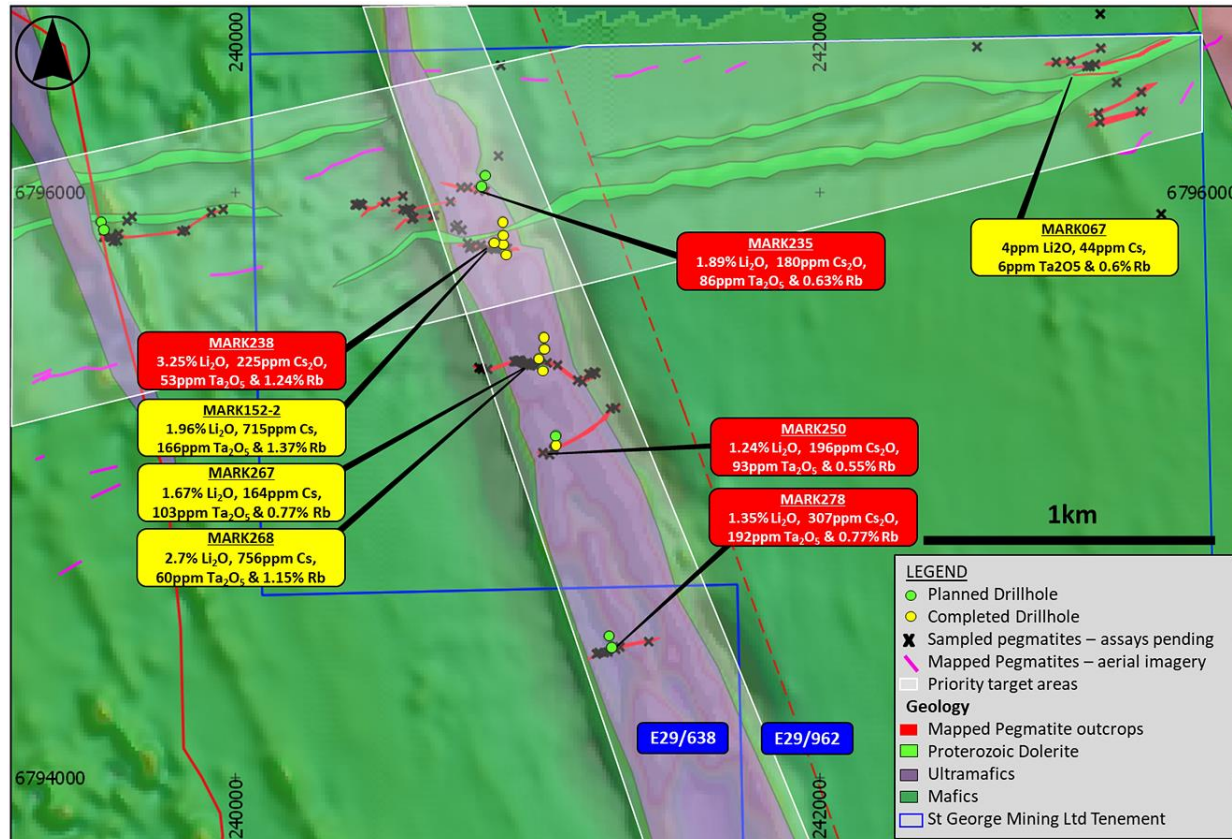 240000
242000
6796000
6796000
MARK067
4ppm Li2O, 44ppm Cs,
6ppm Ta2O5 & 0.6% Rb
MARK235
1.89% Li₂O, 180ppm Cs₂O,
86ppm Ta₂O₅ & 0.63% Rb
MARK238
3.25% Li₂O, 225ppm Cs₂O,
53ppm Ta₂O₅ & 1.24% Rb
MARK152-2
1.96% Li₂O, 715ppm Cs,
166ppm Ta₂O₅ & 1.37% Rb
MARK267
1.67% Li₂O, 164ppm Cs,
103ppm Ta₂O₅ & 0.77% Rb
MARK268
2.7% Li₂O, 756ppm Cs,
60ppm Ta₂O₅ & 1.15% Rb
MARK250
1.24% Li₂O, 196ppm Cs₂O,
93ppm Ta₂O₅ & 0.55% Rb
MARK278
1.35% Li₂O, 307ppm Cs₂O,
192ppm Ta₂O₅ & 0.77% Rb
1km
LEGEND
Planned Drillhole
Completed Drillhole
Sampled pegmatites – assays pending
Mapped Pegmatites – aerial imagery
Priority target areas
Geology
Mapped Pegmatite outcrops
Proterozoic Dolerite
Ultramafics
Mafics
St George Mining Ltd Tenement
E29/638
E29/962
6794000
240000
242000